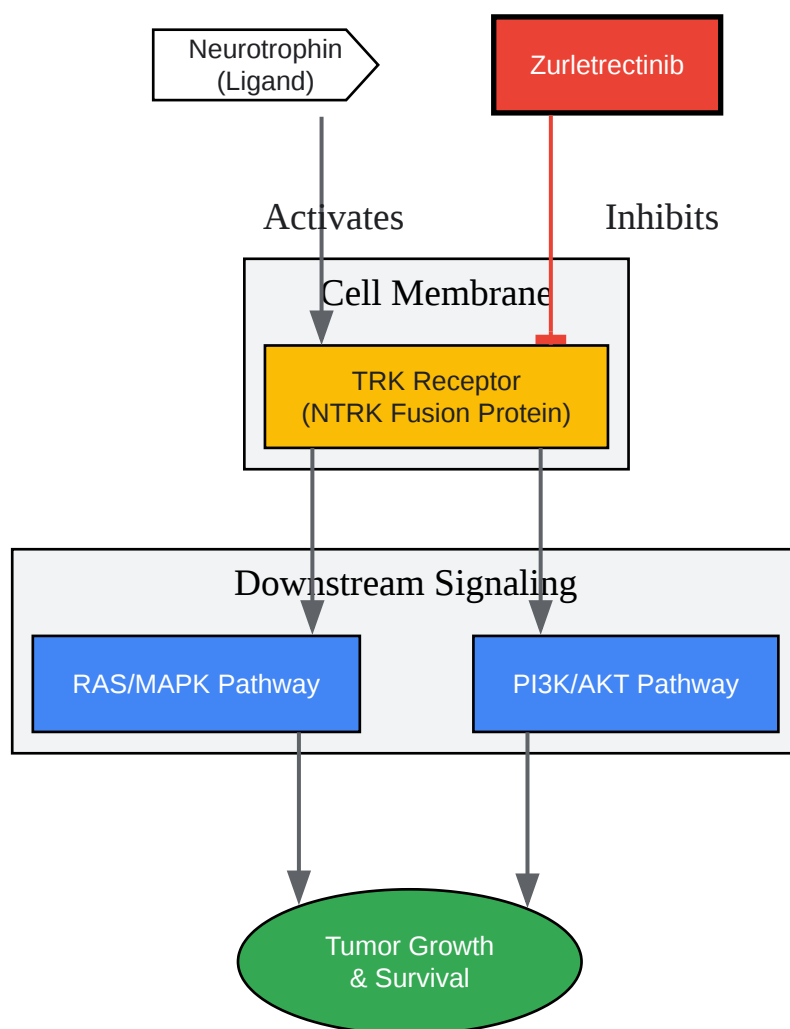 Neurotrophin
(Ligand)
Zurletrectinib
Activates
Inhibits
Cell Membrane
TRK Receptor
(NTRK Fusion Protein)
Downstream Signaling
RAS/MAPK Pathway
PI3K/AKT Pathway
Tumor Growth
& Survival